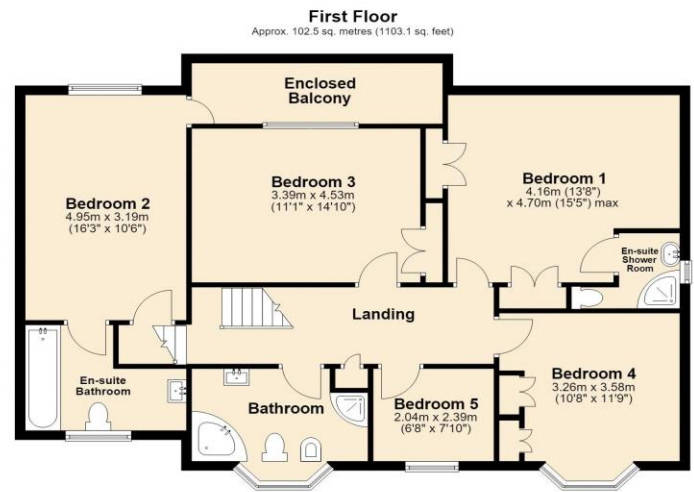 First Floor
Approx. 102.5 sq. metres (1103.1 sq. feet)
Enclosed
Balcony
Bedroom 2
4.95m x 3.19m
(16'3" x 10'6")
Bedroom 3
3.39m x 4.53m
(11'1" x 14'10")
Bedroom 1
4.16m (13'8")
x 4.70m (15'5") max
En-suite
Shower
Room
Landing
En-suite
Bathroom
Bathroom
Bedroom 5
2.04m x 2.39m
(6'8" x 7'10")
Bedroom 4
3.26m x 3.58m
(10'8" x 11'9")